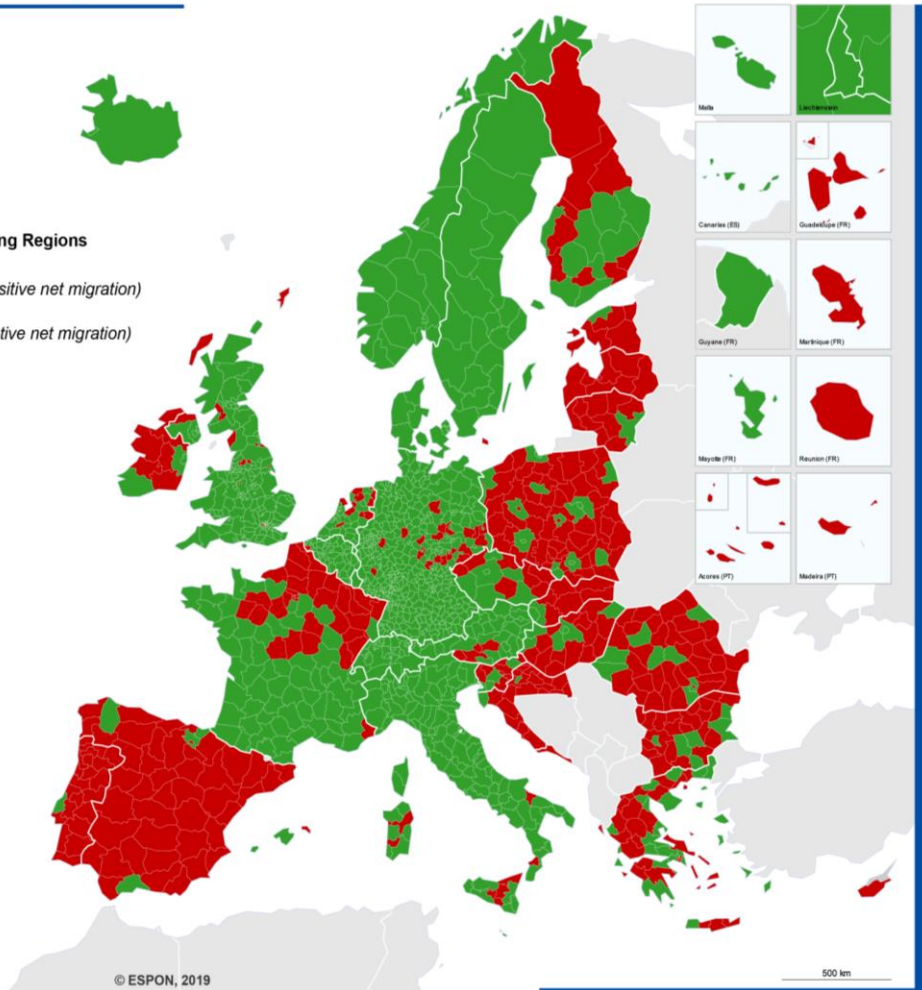 ng Regions
sitive net migration)
tive net migration)
Malta
Liechtenstein
Canarias (ES)
Guadeloupe (FR)
Guyane (FR)
Martinique (FR)
Mayotte (FR)
Reunion (FR)
Acores (PT)
Madeira (PT)
500 km
© ESPON, 2019